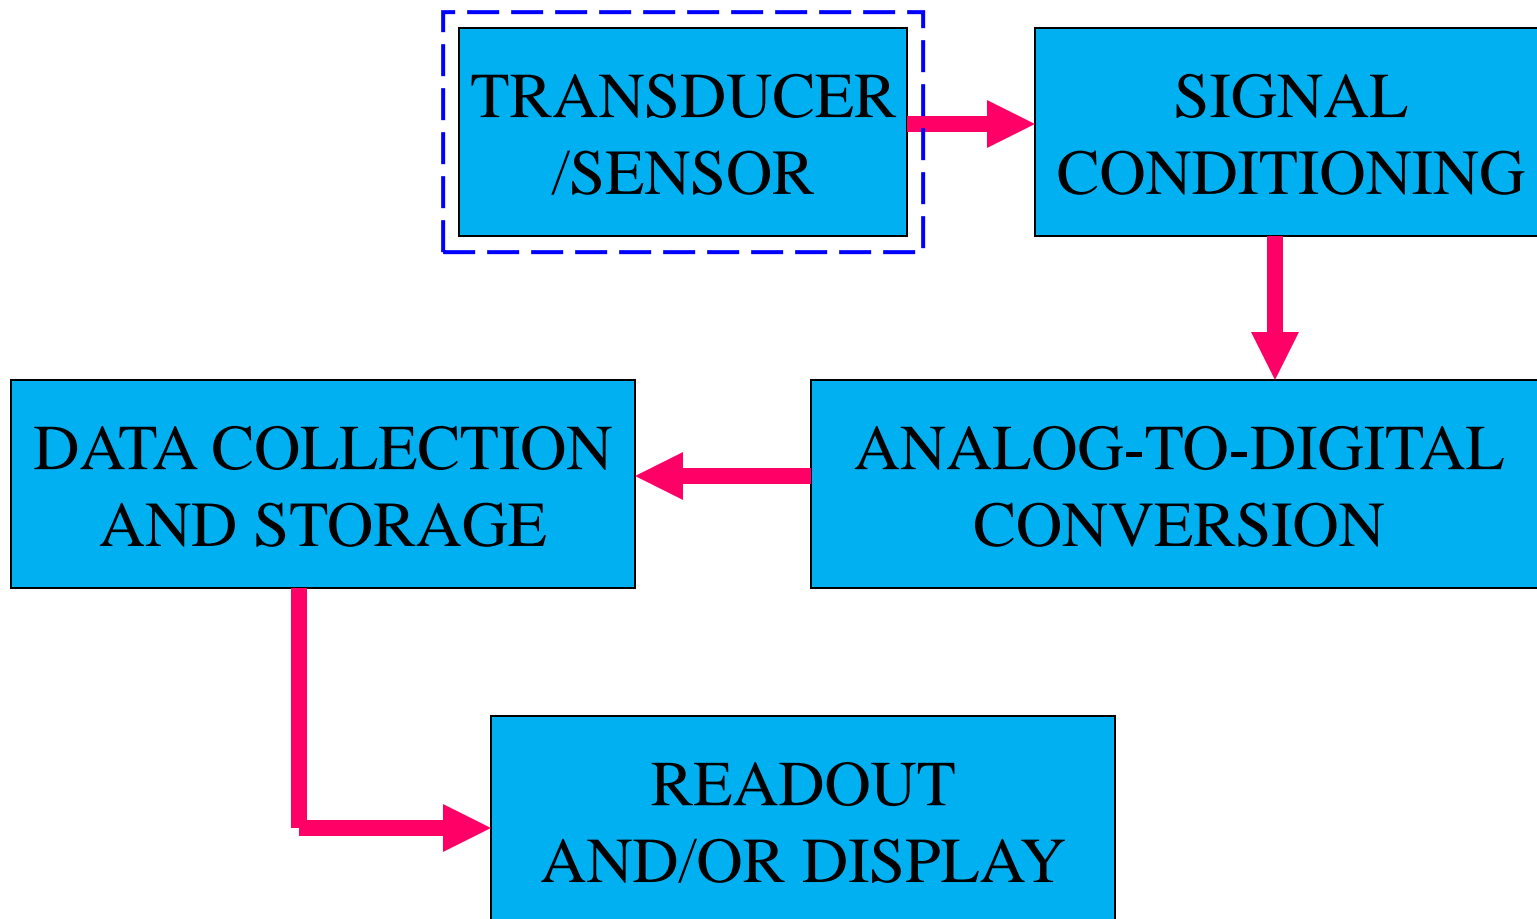 TRANSDUCER
/SENSOR
SIGNAL
CONDITIONING
ANALOG-TO-DIGITAL
CONVERSION
DATA COLLECTION
AND STORAGE
READOUT
AND/OR DISPLAY